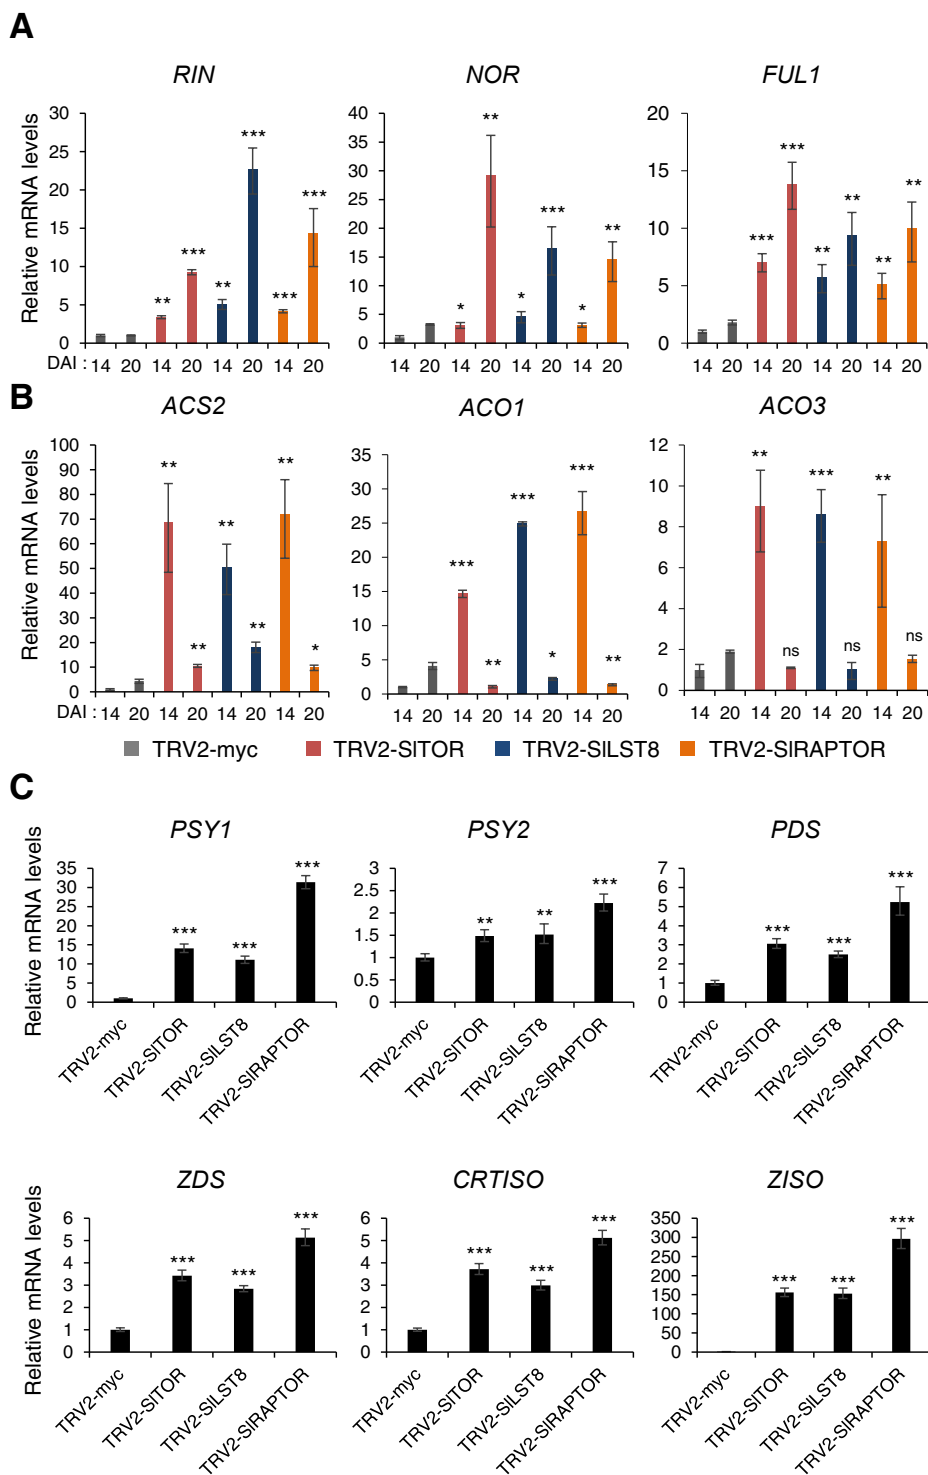 A
RIN
NOR
FUL1
Relative mRNA levels
30
25
20
15
10
5
0
** *** ** *** *** ***
DAI : 14 20 14 20 14 20 14 20
40
35
30
25
20
15
10
5
0
* ** * *** * **
14 20 14 20 14 20 14 20
20
15
10
5
0
*** *** ** ** ** **
14 20 14 20 14 20 14 20
B
ACS2
ACO1
ACO3
Relative mRNA levels
100
90
80
70
60
50
40
30
20
10
0
** ** ** ** ** *
DAI : 14 20 14 20 14 20 14 20
35
30
25
20
15
10
5
0
*** ** *** * *** **
14 20 14 20 14 20 14 20
12
10
8
6
4
2
0
** ns *** ns ** ns
14 20 14 20 14 20 14 20
TRV2-myc TRV2-SlTOR TRV2-SlLST8 TRV2-SlRAPTOR
C
PSY1
PSY2
PDS
Relative mRNA levels
35
30
25
20
15
10
5
0
*** *** ***
TRV2-myc
TRV2-SlTOR
TRV2-SlLST8
TRV2-SlRAPTOR
3
2.5
2
1.5
1
0.5
0
** ** ***
TRV2-myc
TRV2-SlTOR
TRV2-SlLST8
TRV2-SlRAPTOR
7
6
5
4
3
2
1
0
*** *** ***
TRV2-myc
TRV2-SlTOR
TRV2-SlLST8
TRV2-SlRAPTOR
ZDS
CRTISO
ZISO
Relative mRNA levels
6
5
4
3
2
1
0
*** *** ***
TRV2-myc
TRV2-SlTOR
TRV2-SlLST8
TRV2-SlRAPTOR
6
5
4
3
2
1
0
*** *** ***
TRV2-myc
TRV2-SlTOR
TRV2-SlLST8
TRV2-SlRAPTOR
350
300
250
200
150
100
50
0
*** *** ***
TRV2-myc
TRV2-SlTOR
TRV2-SlLST8
TRV2-SlRAPTOR